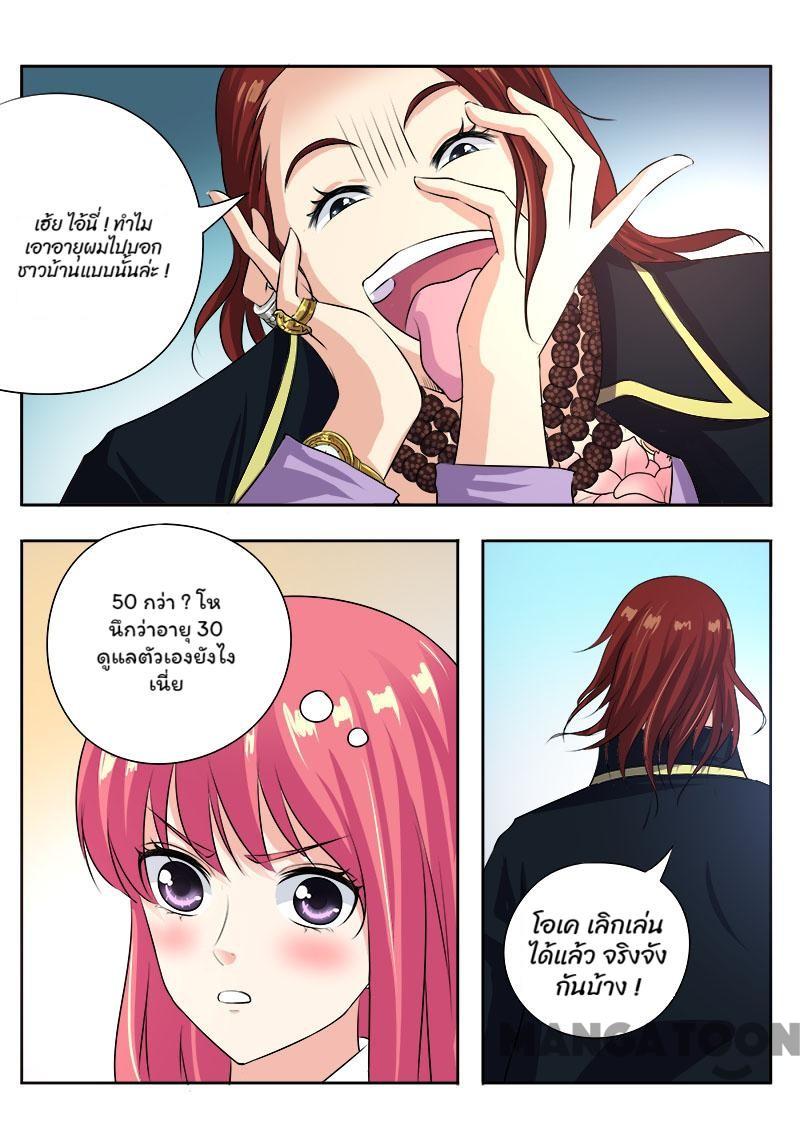 เฮ้ย ไอ้นี่ ! ทำไม
เอาอายุผมไปบอก
ชาวบ้านแบบนั้นล่ะ !
50 กว่า ? โห
นึกว่าอายุ 30
ดูแลตัวเองยังไง
เนี่ย
โอเค เลิกเล่น
ได้แล้ว จริงจัง
กันบ้าง !
MANGATOON